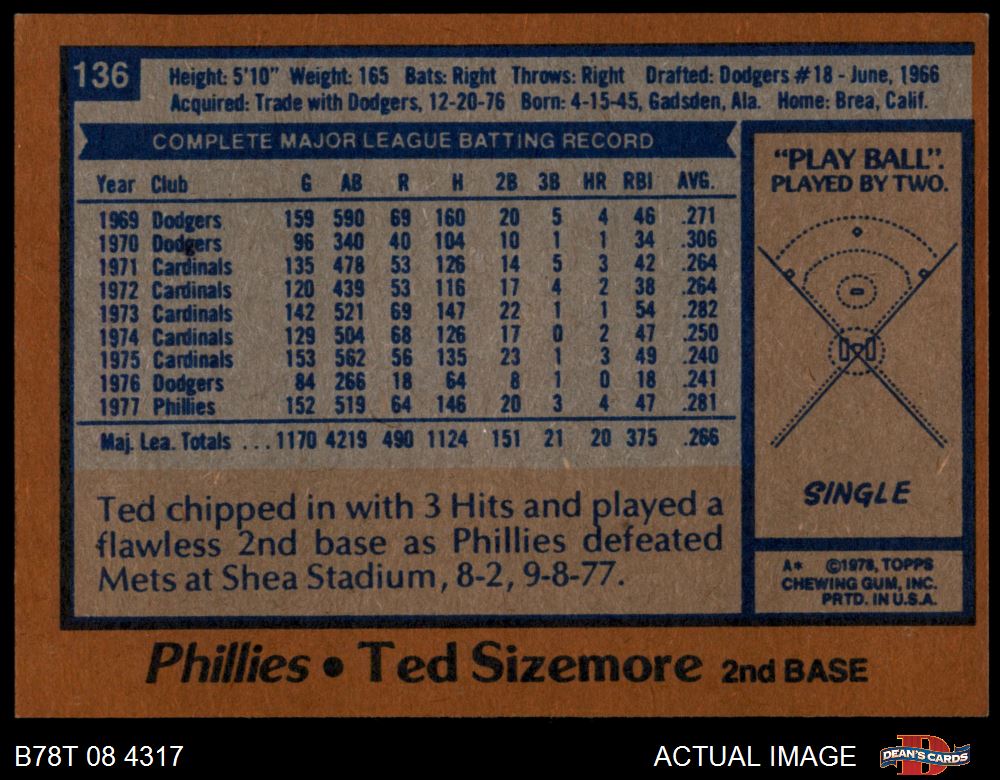 136
Height: 5'10" Weight: 165 Bats: Right Throws: Right Drafted: Dodgers #18 - June, 1966
Acquired: Trade with Dodgers, 12-20-76 Born: 4-15-45, Gadsden, Ala. Home: Brea, Calif.
COMPLETE MAJOR LEAGUE BATTING RECORD
Year Club G AB R H 2B 3B HR RBI AVG.
1969 Dodgers 159 590 69 160 20 5 4 46 .271
1970 Dodgers 96 340 40 104 10 1 1 34 .306
1971 Cardinals 135 478 53 126 14 5 3 42 .264
1972 Cardinals 120 439 53 116 17 4 2 38 .264
1973 Cardinals 142 521 69 147 22 1 1 54 .282
1974 Cardinals 129 504 68 126 17 0 2 47 .250
1975 Cardinals 153 562 56 135 23 1 3 49 .240
1976 Dodgers 84 266 18 64 8 1 0 18 .241
1977 Phillies 152 519 64 146 20 3 4 47 .281
Maj. Lea. Totals ... 1170 4219 490 1124 151 21 20 375 .266
Ted chipped in with 3 Hits and played a
flawless 2nd base as Phillies defeated
Mets at Shea Stadium, 8-2, 9-8-77.
"PLAY BALL".
PLAYED BY TWO.
SINGLE
A* ©1978, TOPPS
CHEWING GUM, INC.
PRTD. IN U.S.A.
Phillies • Ted Sizemore 2nd BASE
B78T 08 4317
ACTUAL IMAGE
D
DEAN'S CARDS